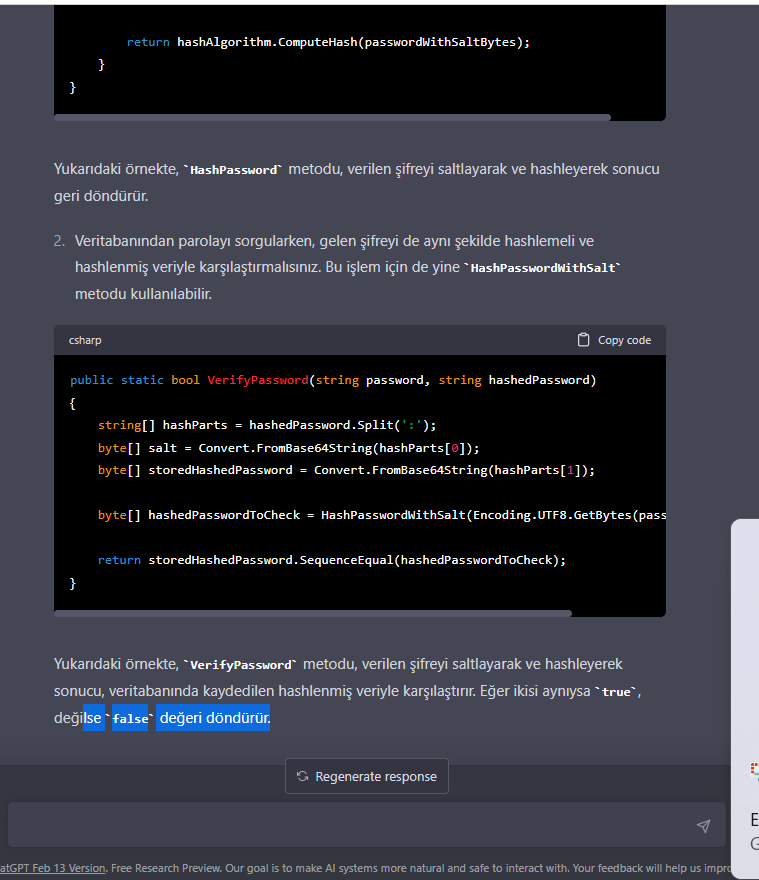 return hashAlgorithm.ComputeHash(passwordWithSaltBytes);
}
}
Yukarıdaki örnekte, `HashPassword` metodu, verilen şifreyi saltlayarak ve hashleyerek sonucu
geri döndürür.
2. Veritabanından parolayı sorgularken, gelen şifreyi de aynı şekilde hashlemeli ve
hashlenmiş veriyle karşılaştırmalısınız. Bu işlem için de yine `HashPasswordWithSalt`
metodu kullanılabilir.
csharp
Copy code
public static bool VerifyPassword(string password, string hashedPassword)
{
string[] hashParts = hashedPassword.Split(':');
byte[] salt = Convert.FromBase64String(hashParts[0]);
byte[] storedHashedPassword = Convert.FromBase64String(hashParts[1]);
byte[] hashedPasswordToCheck = HashPasswordWithSalt(Encoding.UTF8.GetBytes(pass
return storedHashedPassword.SequenceEqual(hashedPasswordToCheck);
}
Yukarıdaki örnekte, `VerifyPassword` metodu, verilen şifreyi saltlayarak ve hashleyerek
sonucu, veritabanında kaydedilen hashlenmiş veriyle karşılaştırır. Eğer ikisi aynıysa `true`,
değilse `false` değeri döndürür.
Regenerate response
atGPT Feb 13 Version. Free Research Preview. Our goal is to make AI systems more natural and safe to interact with. Your feedback will help us impro
E